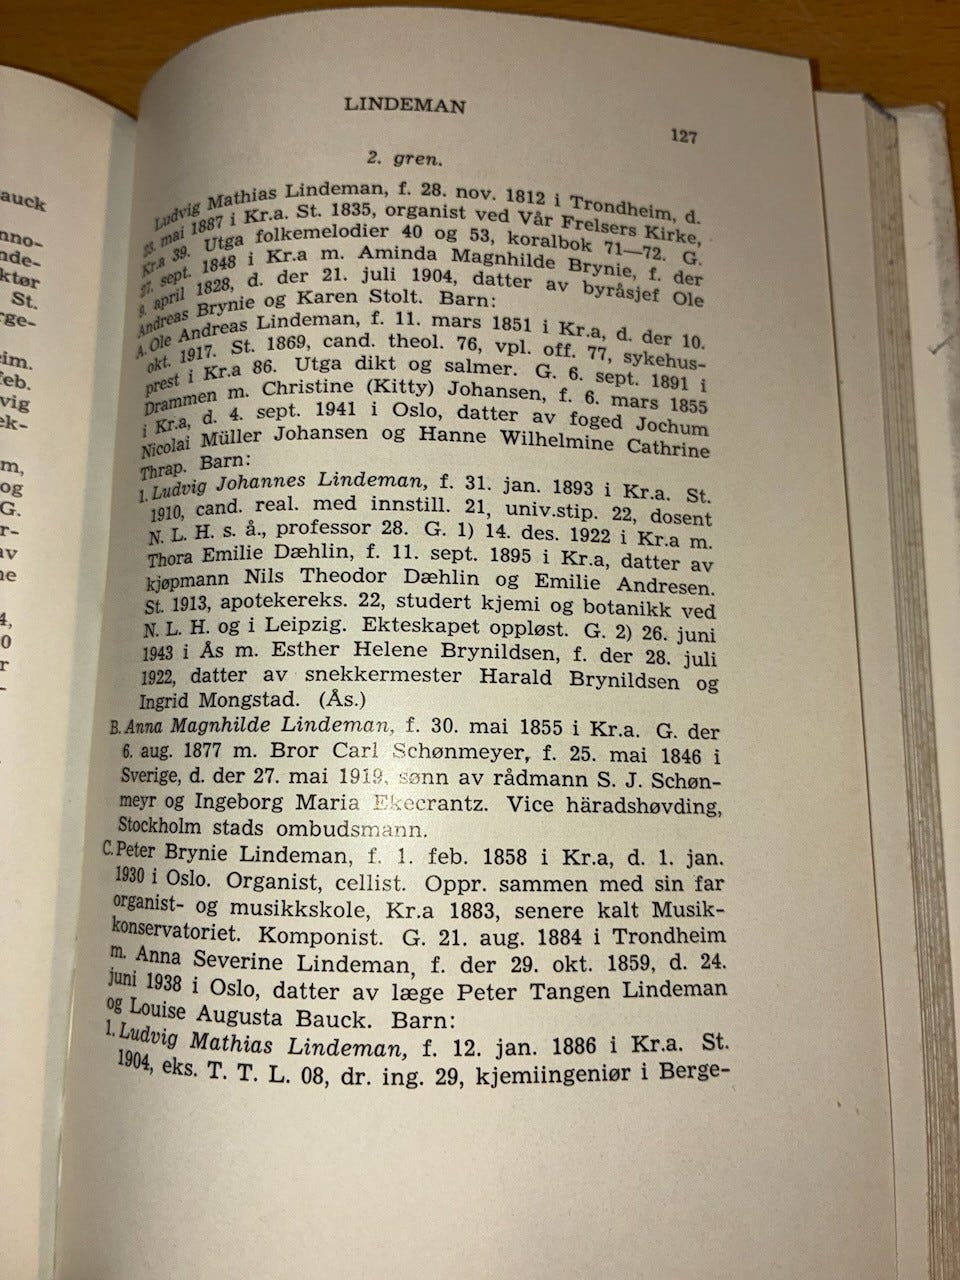 auck
nno-
nde-
ktør
St.
rge-
eim.
feb.
vig
ek-
m,
og
G.
r-
av
ne
4,
0
r
-
LINDEMAN
127
2. gren.
Ludvig Mathias Lindeman, f. 28. nov. 1812 i Trondheim, d.
23. mai 1887 i Kr.a. St. 1835, organist ved Vår Frelsers Kirke,
Kr.a 39. Utga folkemelodier 40 og 53, koralbok 71—72. G.
27. sept. 1848 i Kr.a m. Aminda Magnhilde Brynie, f. der
9. april 1828, d. der 21. juli 1904, datter av byråsjef Ole
Andreas Brynie og Karen Stolt. Barn:
A. Ole Andreas Lindeman, f. 11. mars 1851 i Kr.a, d. der 10.
okt. 1917. St. 1869, cand. theol. 76, vpl. off. 77, sykehus-
prest i Kr.a 86. Utga dikt og salmer. G. 6. sept. 1891 i
Drammen m. Christine (Kitty) Johansen, f. 6. mars 1855
i Kr.a, d. 4. sept. 1941 i Oslo, datter av foged Jochum
Nicolai Müller Johansen og Hanne Wilhelmine Cathrine
Thrap. Barn:
1. Ludvig Johannes Lindeman, f. 31. jan. 1893 i Kr.a. St.
1910, cand. real. med innstill. 21, univ.stip. 22, dosent
N. L. H. s. å., professor 28. G. 1) 14. des. 1922 i Kr.a m.
Thora Emilie Dæhlin, f. 11. sept. 1895 i Kr.a, datter av
kjøpmann Nils Theodor Dæhlin og Emilie Andresen.
St. 1913, apotekereks. 22, studert kjemi og botanikk ved
N. L. H. og i Leipzig. Ekteskapet oppløst. G. 2) 26. juni
1943 i Ås m. Esther Helene Brynildsen, f. der 28. juli
1922, datter av snekkermester Harald Brynildsen og
Ingrid Mongstad. (Ås.)
B. Anna Magnhilde Lindeman, f. 30. mai 1855 i Kr.a. G. der
6. aug. 1877 m. Bror Carl Schønmeyer, f. 25. mai 1846 i
Sverige, d. der 27. mai 1919, sønn av rådmann S. J. Schøn-
meyr og Ingeborg Maria Ekecrantz. Vice häradshøvding,
Stockholm stads ombudsmann.
C. Peter Brynie Lindeman, f. 1. feb. 1858 i Kr.a, d. 1. jan.
1930 i Oslo. Organist, cellist. Oppr. sammen med sin far
organist- og musikkskole, Kr.a 1883, senere kalt Musik-
konservatoriet. Komponist. G. 21. aug. 1884 i Trondheim
m. Anna Severine Lindeman, f. der 29. okt. 1859, d. 24.
juni 1938 i Oslo, datter av læge Peter Tangen Lindeman
og Louise Augusta Bauck. Barn:
1. Ludvig Mathias Lindeman, f. 12. jan. 1886 i Kr.a. St.
1904, eks. T. T. L. 08, dr. ing. 29, kjemiingeniør i Berge-